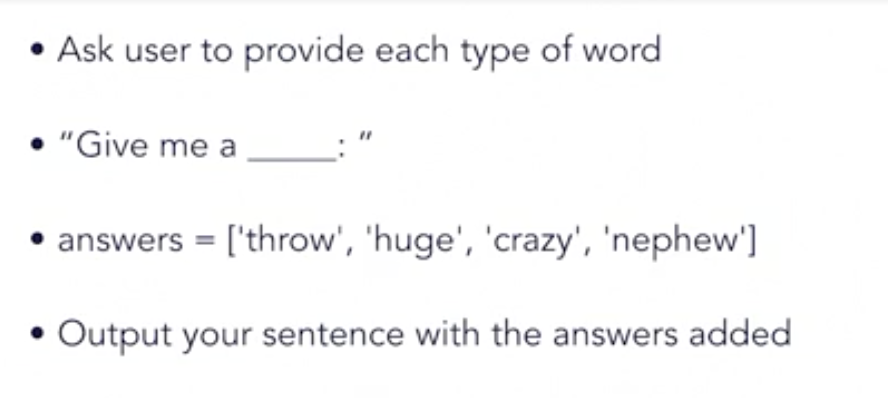 • Ask user to provide each type of word
• “Give me a _____: ”
• answers = ['throw', 'huge', 'crazy', 'nephew']
• Output your sentence with the answers added